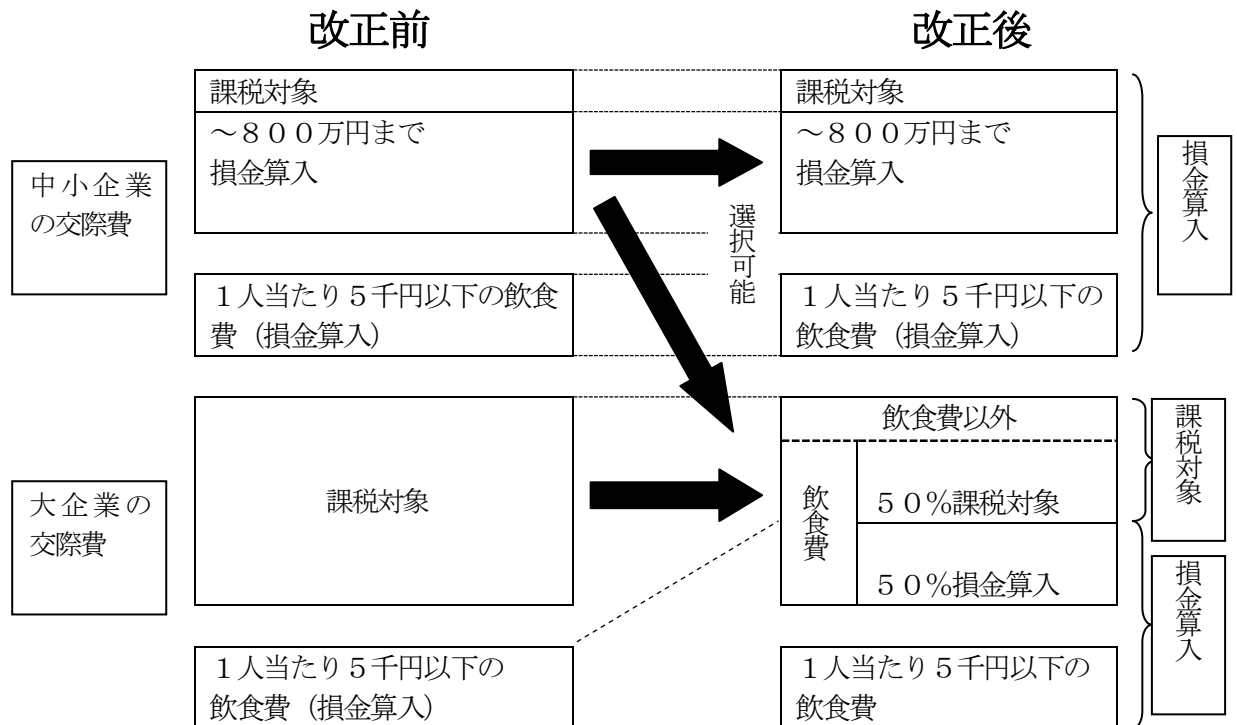 改正前
改正後
中小企業
の交際費
課税対象
～８００万円まで
損金算入
１人当たり５千円以下の飲食
費（損金算入）
選択可能
課税対象
～８００万円まで
損金算入
１人当たり５千円以下の
飲食費（損金算入）
損金算入
大企業の
交際費
課税対象
１人当たり５千円以下の
飲食費（損金算入）
飲食費以外
飲食費
５０％課税対象
５０％損金算入
１人当たり５千円以下の
飲食費
課税対象
損金算入